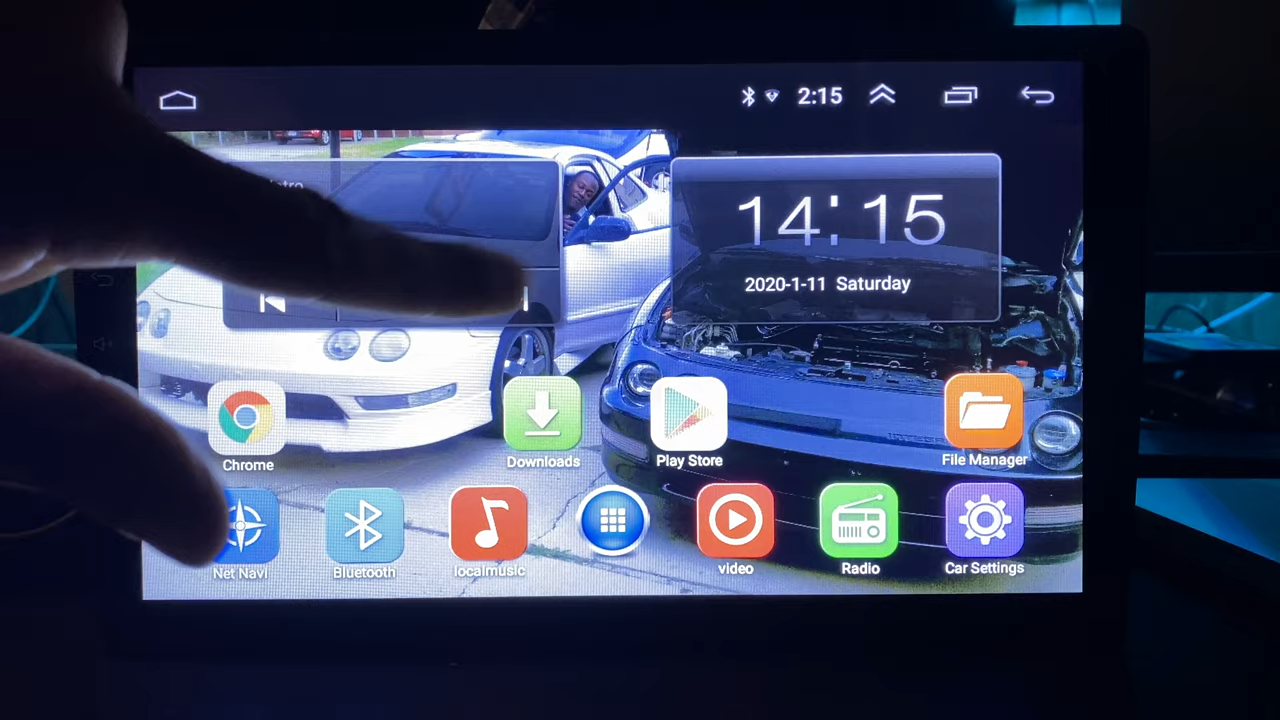 2:15
14:15
2020-1-11 Saturday
Chrome
Downloads
Play Store
File Manager
Net Navi
Bluetooth
localmusic
video
Radio
Car Settings